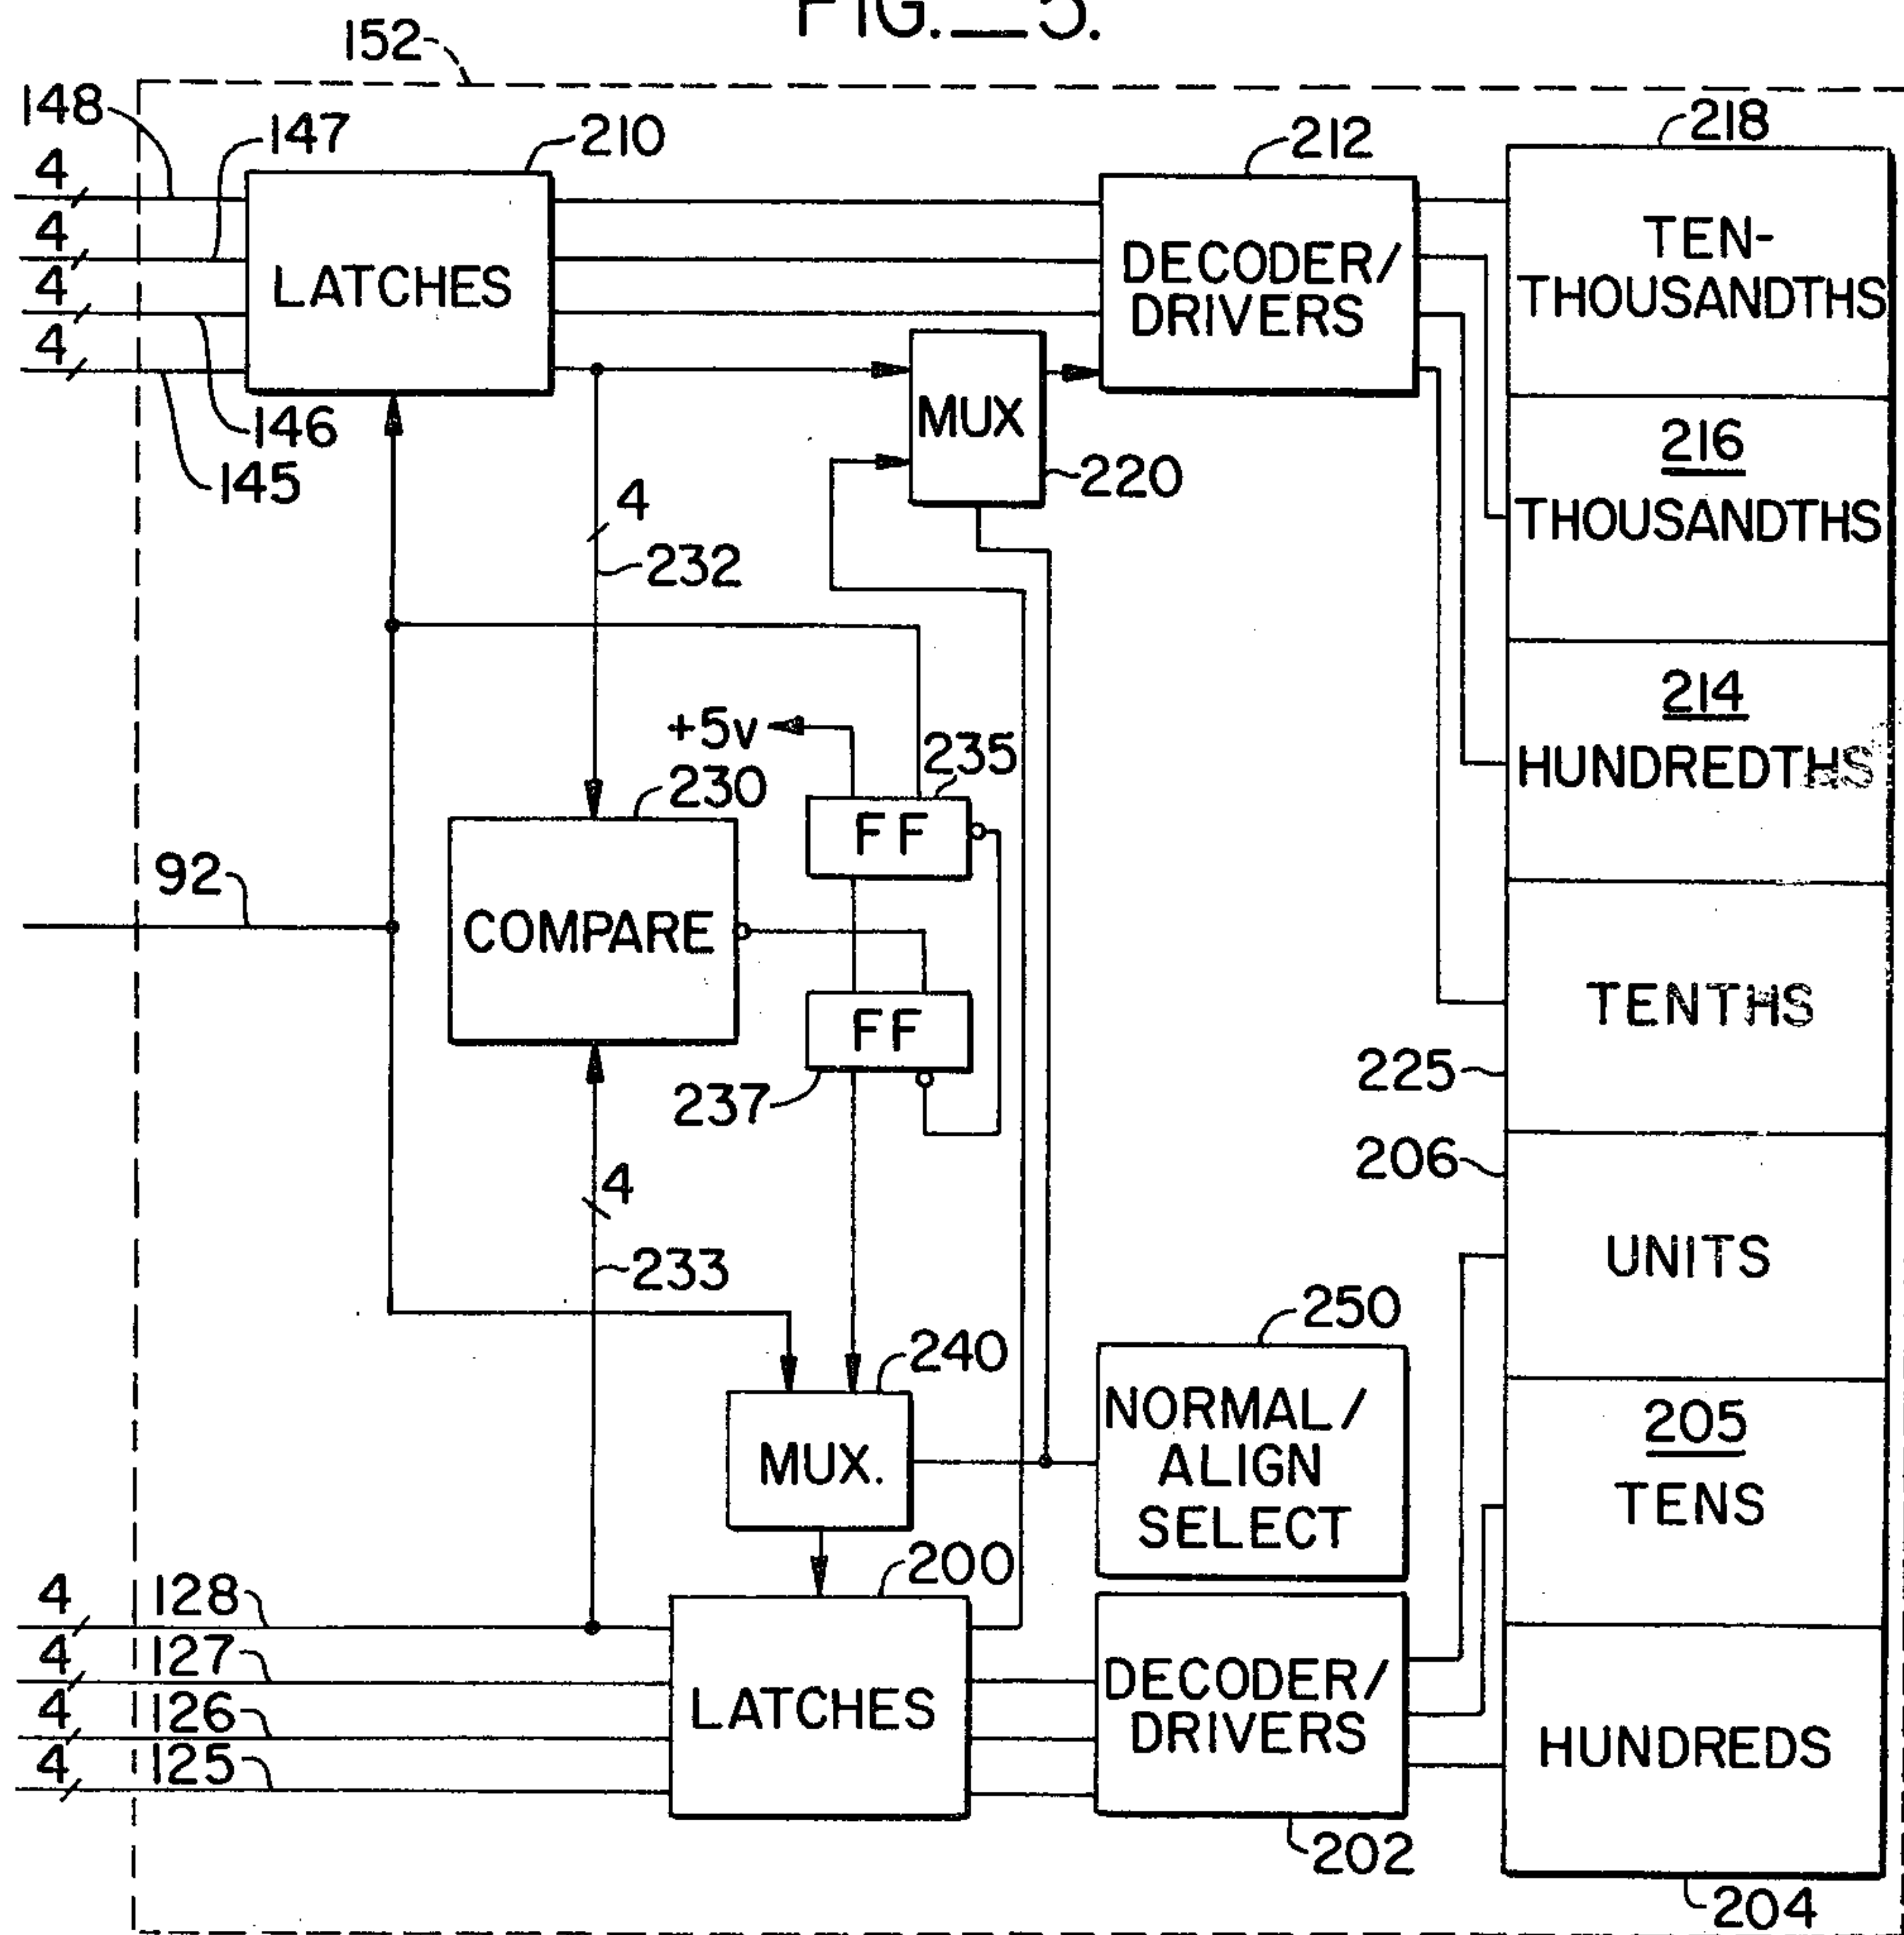 FIG.__5.
152
148
147
210
212
218
4
4
4
4
LATCHES
DECODER/
DRIVERS
TEN-
THOUSANDTHS
146
145
MUX
220
216
THOUSANDTHS
4
232
214
HUNDREDTHS
+5v
235
230
FF
92
COMPARE
FF
237
TENTHS
225
206
4
233
UNITS
250
240
NORMAL/
ALIGN
SELECT
MUX.
205
TENS
200
4 128
4 127
4 126
4 125
LATCHES
DECODER/
DRIVERS
HUNDREDS
202
204